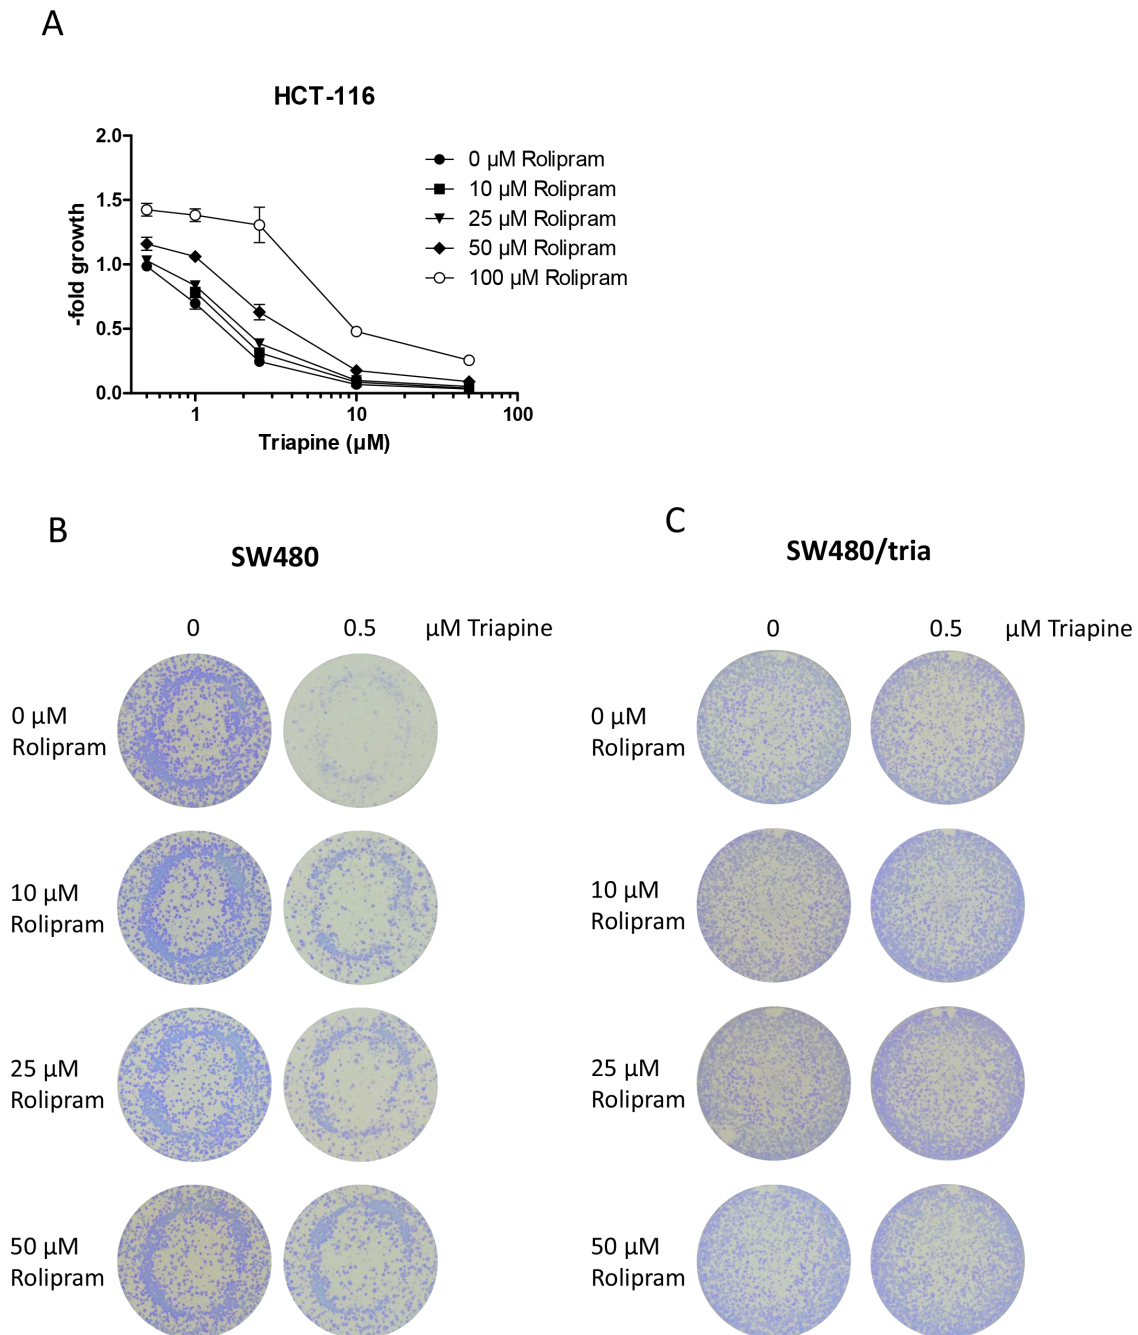 A
HCT-116
2.0
1.5
1.0
0.5
0.0
-fold growth
1
10
100
Triapine (µM)
0 µM Rolipram
10 µM Rolipram
25 µM Rolipram
50 µM Rolipram
100 µM Rolipram
B
SW480
0
0.5
µM Triapine
0 µM
Rolipram
10 µM
Rolipram
25 µM
Rolipram
50 µM
Rolipram
C
SW480/tria
0
0.5
µM Triapine
0 µM
Rolipram
10 µM
Rolipram
25 µM
Rolipram
50 µM
Rolipram